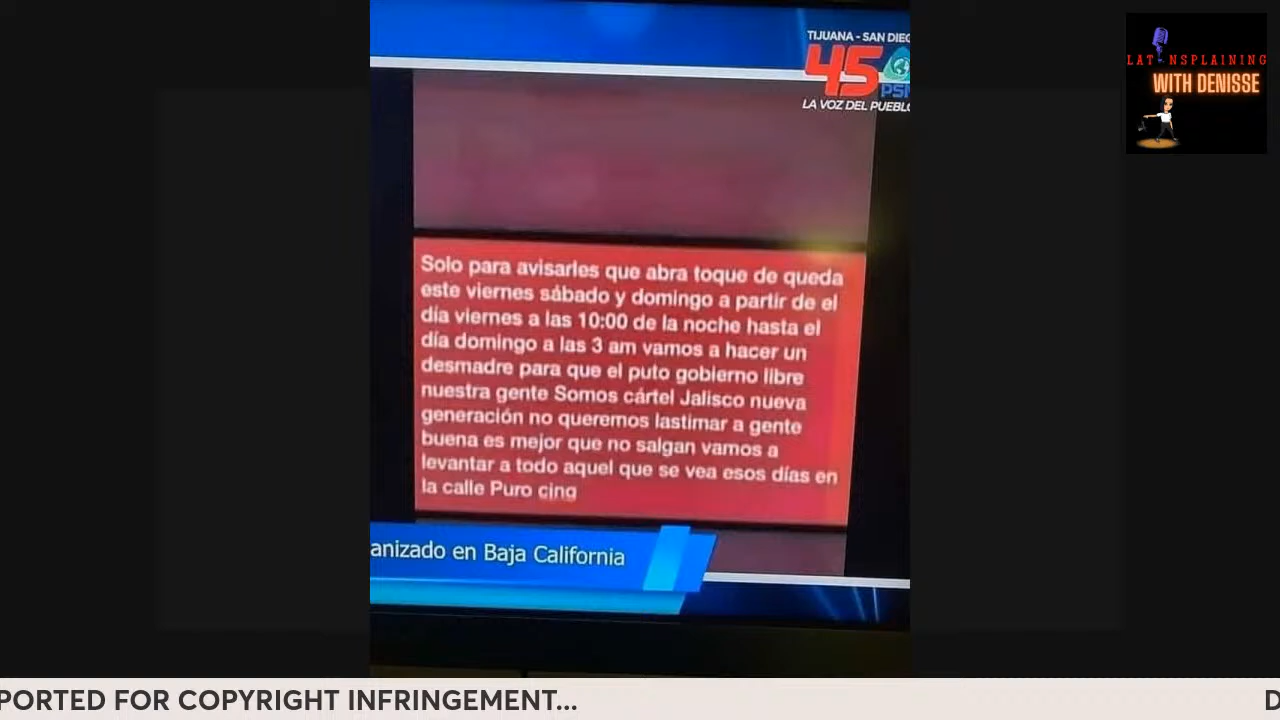 TIJUANA - SAN DIEG
45
PSN
LA VOZ DEL PUEBLO
LATINSPLAINING
WITH DENISSE
Solo para avisarles que abra toque de queda
este viernes sábado y domingo a partir de el
día viernes a las 10:00 de la noche hasta el
día domingo a las 3 am vamos a hacer un
desmadre para que el puto gobierno libre
nuestra gente Somos cártel Jalisco nueva
generación no queremos lastimar a gente
buena es mejor que no salgan vamos a
levantar a todo aquel que se vea esos días en
la calle Puro cjng
anizado en Baja California
PORTED FOR COPYRIGHT INFRINGEMENT... D